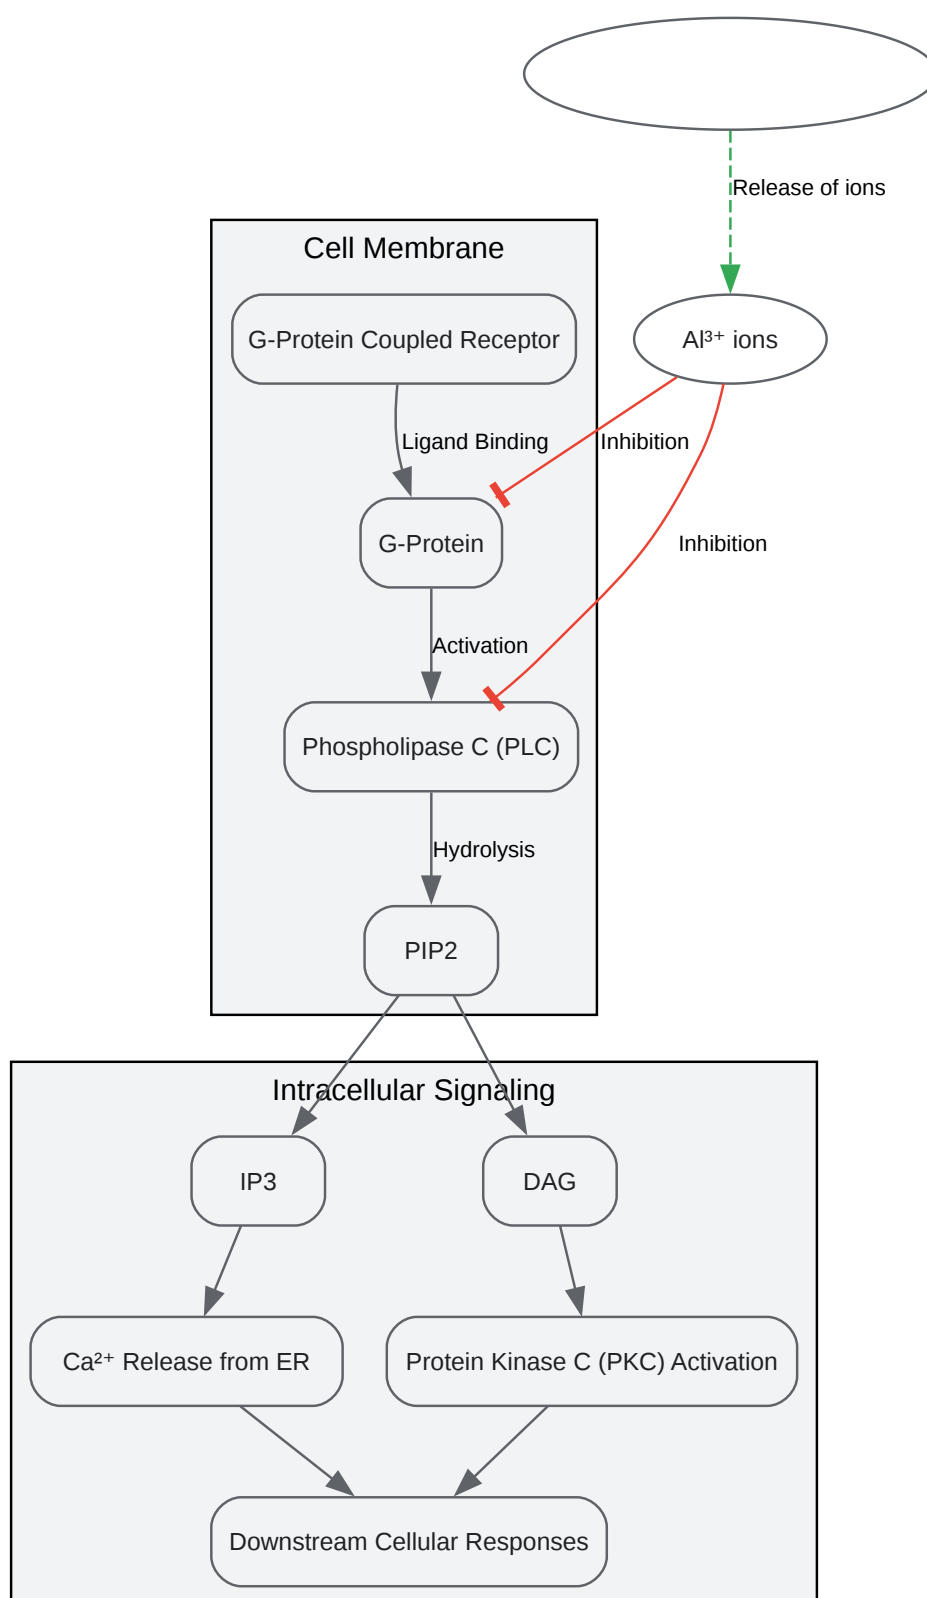 Release of ions
Cell Membrane
G-Protein Coupled Receptor
Al³⁺ ions
Ligand Binding
Inhibition
G-Protein
Inhibition
Activation
Phospholipase C (PLC)
Hydrolysis
PIP2
Intracellular Signaling
IP3
DAG
Ca²⁺ Release from ER
Protein Kinase C (PKC) Activation
Downstream Cellular Responses